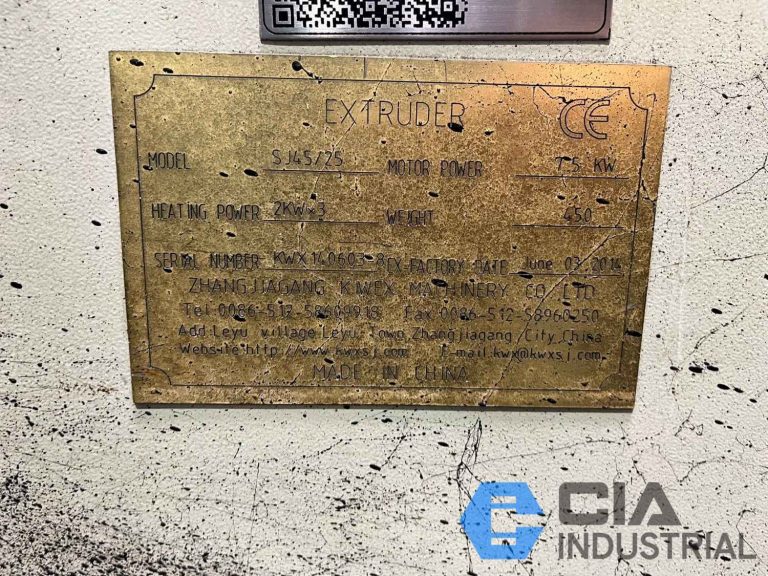 EXTRUDER CE
MODEL SJ45/25 MOTOR POWER 7.5 KW
HEATING POWER 2KW×3 WEIGHT 450
SERIAL NUMBER KWX140603-8 EX-FACTORY DATE June 03.2014
ZHANGJIAGANG KWEX MACHINERY CO.,LTD
Tel:0086-512-58609918 Fax:0086-512-58960250
Add:Leyu village Leyu Town,Zhangjiagang City,China
Website:http://www.kwxsj.com E-mail:kwx@kwxsj.com
MADE IN CHINA
CIA
INDUSTRIAL